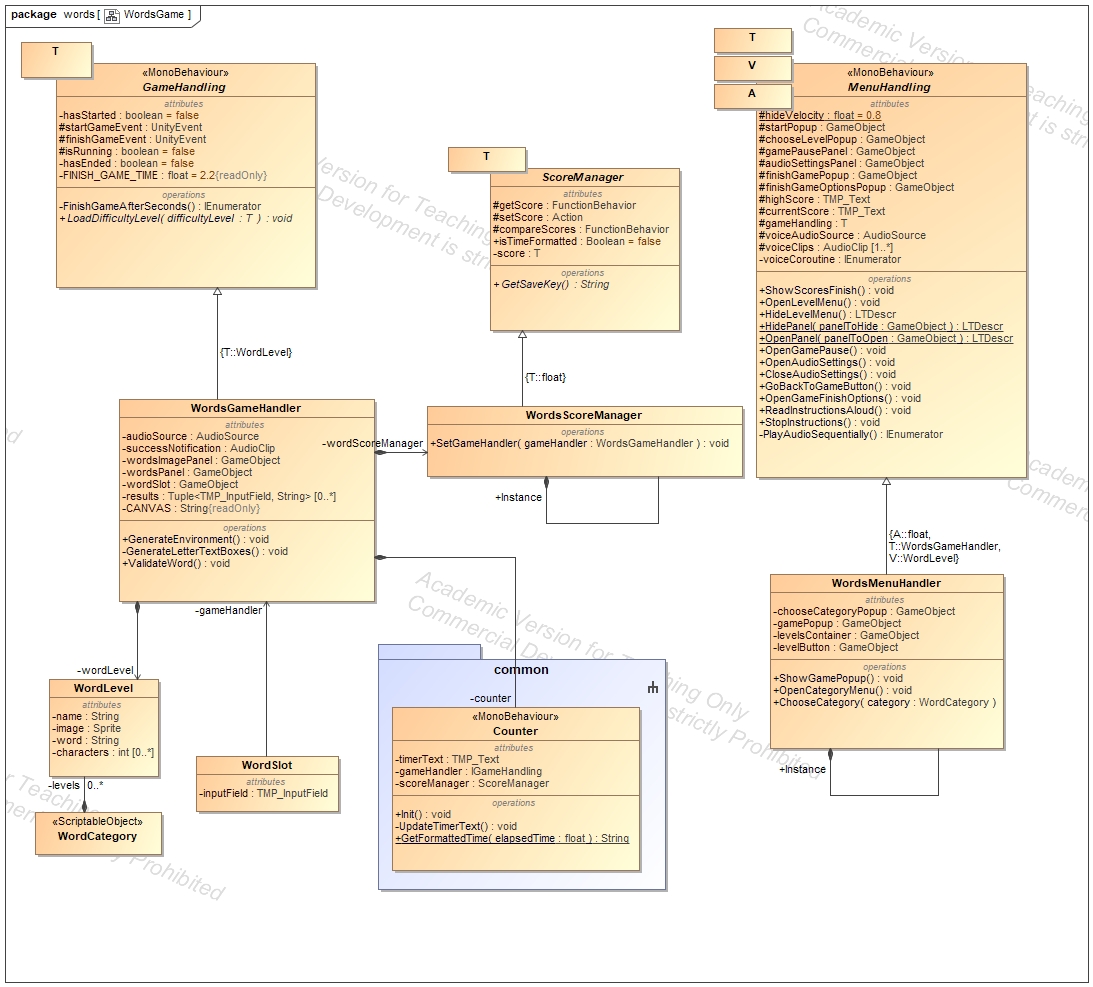 package words [ WordsGame ]
T
«MonoBehaviour»
GameHandling
attributes
-hasStarted : boolean = false
#startGameEvent : UnityEvent
#finishGameEvent : UnityEvent
#isRunning : boolean = false
-hasEnded : boolean = false
-FINISH_GAME_TIME : float = 2.2{readOnly}
operations
-FinishGameAfterSeconds() : IEnumerator
+LoadDifficultyLevel( difficultyLevel : T ) : void
{T::WordLevel}
T
ScoreManager
attributes
#getScore : FunctionBehavior
#setScore : Action
#compareScores : FunctionBehavior
+isTimeFormatted : Boolean = false
-score : T
operations
+GetSaveKey() : String
{T::float}
T
V
A
«MonoBehaviour»
MenuHandling
attributes
#hideVelocity : float = 0.8
#startPopup : GameObject
#chooseLevelPopup : GameObject
#gamePausePanel : GameObject
#audioSettingsPanel : GameObject
#finishGamePopup : GameObject
#finishGameOptionsPopup : GameObject
#highScore : TMP_Text
#currentScore : TMP_Text
#gameHandling : T
#voiceAudioSource : AudioSource
#voiceClips : AudioClip [1..*]
-voiceCoroutine : IEnumerator
operations
+ShowScoresFinish() : void
+OpenLevelMenu() : void
+HideLevelMenu() : LTDescr
+HidePanel( panelToHide : GameObject ) : LTDescr
+OpenPanel( panelToOpen : GameObject ) : LTDescr
+OpenGamePause() : void
+OpenAudioSettings() : void
+CloseAudioSettings() : void
+GoBackToGameButton() : void
+OpenGameFinishOptions() : void
+ReadInstructionsAloud() : void
+StopInstructions() : void
-PlayAudioSequentially() : IEnumerator
{A::float,
T::WordsGameHandler,
V::WordLevel}
WordsGameHandler
attributes
-audioSource : AudioSource
-successNotification : AudioClip
-wordsImagePanel : GameObject
-wordsPanel : GameObject
-wordSlot : GameObject
-results : Tuple<TMP_InputField, String> [0..*]
-CANVAS : String{readOnly}
operations
+GenerateEnvironment() : void
-GenerateLetterTextBoxes() : void
+ValidateWord() : void
-wordScoreManager
WordsScoreManager
operations
+SetGameHandler( gameHandler : WordsGameHandler ) : void
+Instance
WordsMenuHandler
attributes
-chooseCategoryPopup : GameObject
-gamePopup : GameObject
-levelsContainer : GameObject
-levelButton : GameObject
operations
+ShowGamePopup() : void
+OpenCategoryMenu() : void
+ChooseCategory( category : WordCategory )
+Instance
-gameHandler
-wordLevel
WordLevel
attributes
-name : String
-image : Sprite
-word : String
-characters : int [0..*]
-levels 0..*
«ScriptableObject»
WordCategory
WordSlot
attributes
-inputField : TMP_InputField
common
-counter
«MonoBehaviour»
Counter
attributes
-timerText : TMP_Text
-gameHandler : IGameHandling
-scoreManager : ScoreManager
operations
+Init() : void
-UpdateTimerText() : void
+GetFormattedTime( elapsedTime : float ) : String